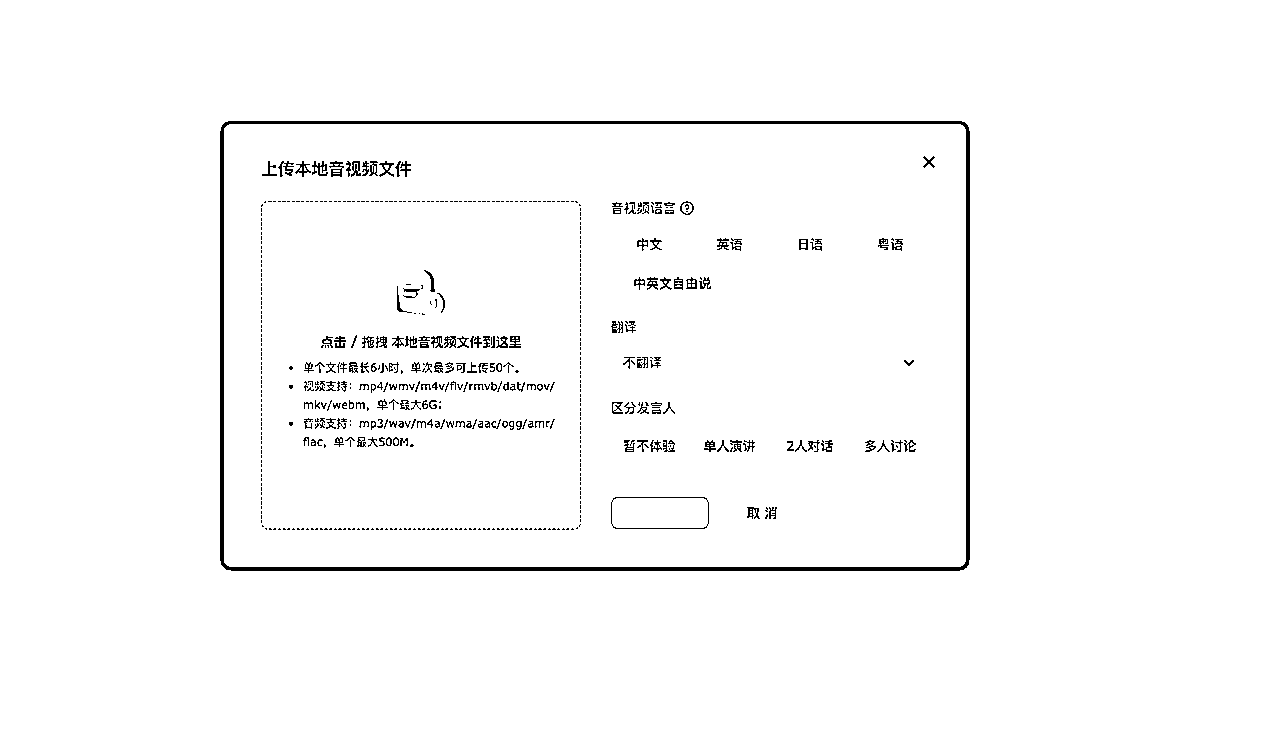 上传本地音视频文件
点击 / 拖拽 本地音视频文件到这里
单个文件最长6小时，单次最多可上传50个。
视频支持：mp4/wmv/m4v/flv/rmvb/dat/mov/
mkv/webm，单个最大6G；
音频支持：mp3/wav/m4a/wma/aac/ogg/amr/
flac，单个最大500M。
音视频语言
中文 英语 日语 粤语
中英文自由说
翻译
不翻译
区分发言人
暂不体验 单人演讲 2人对话 多人讨论
取 消